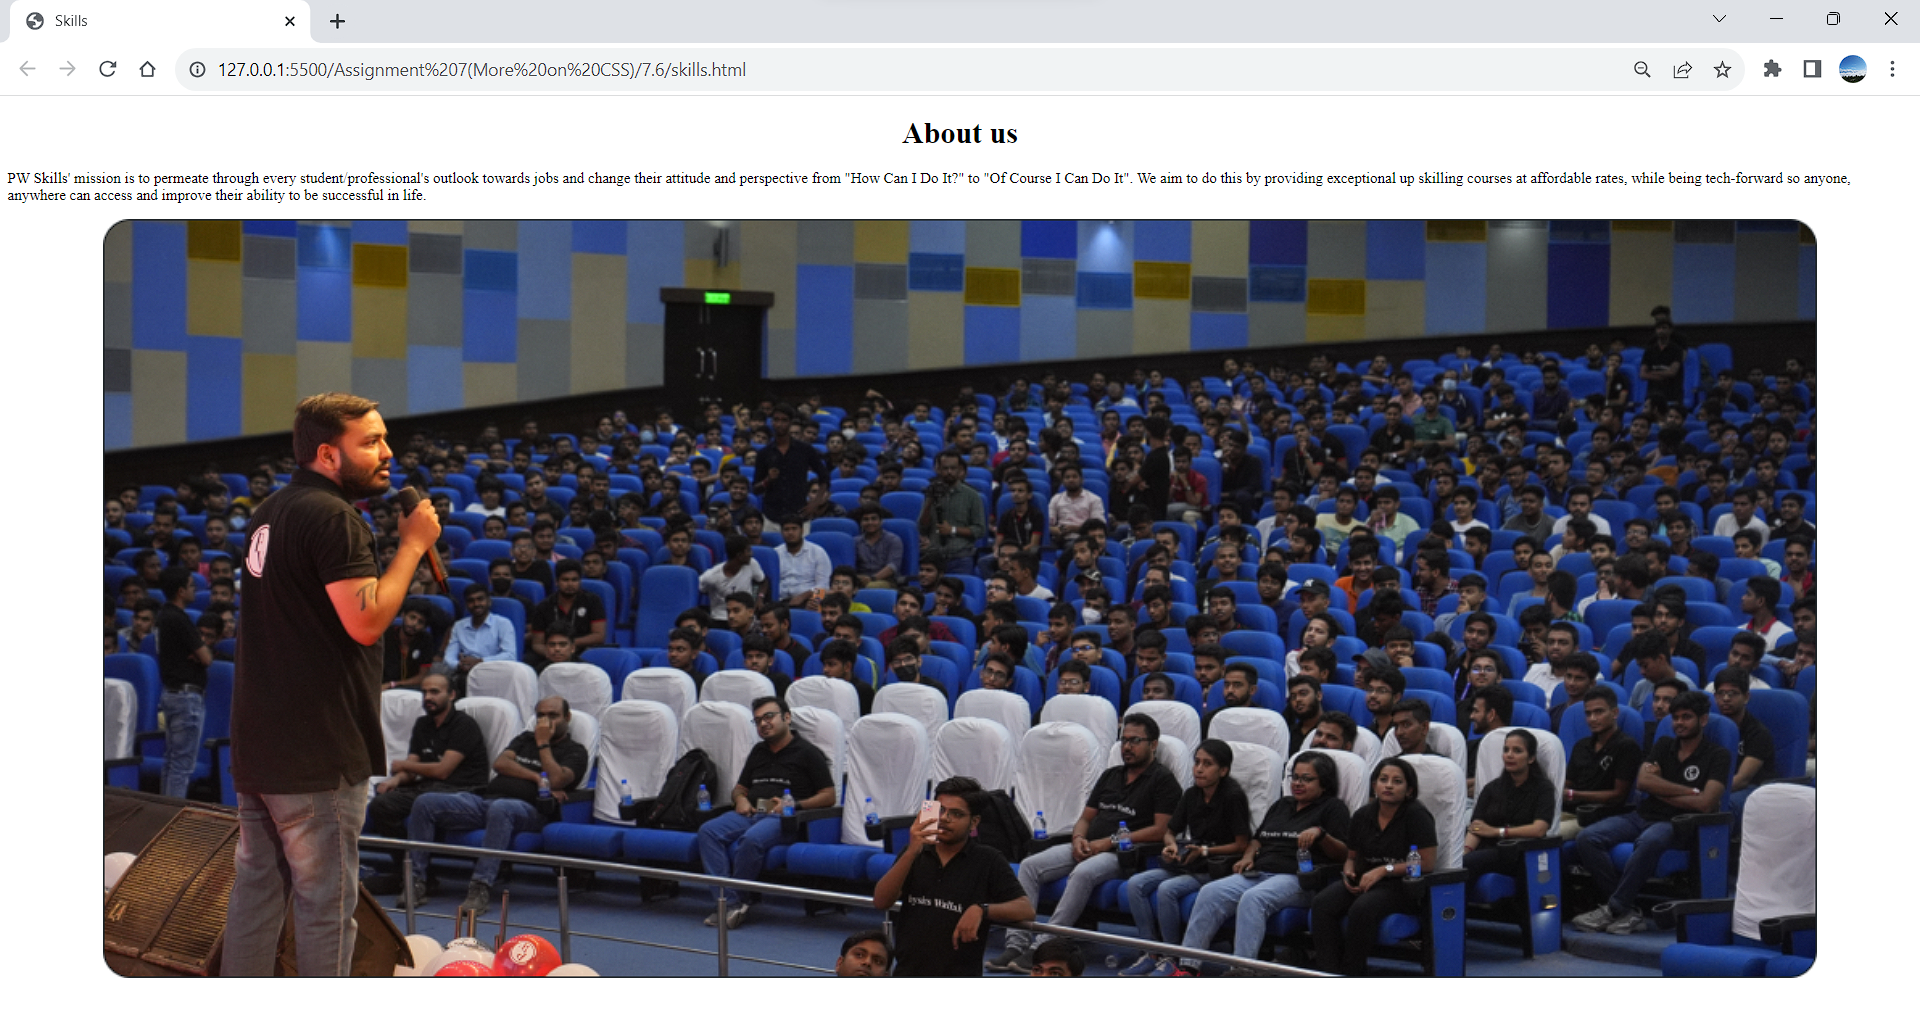 Skills
127.0.0.1:5500/Assignment%207(More%20on%20CSS)/7.6/skills.html
About us
PW Skills' mission is to permeate through every student/professional's outlook towards jobs and change their attitude and perspective from "How Can I Do It?" to "Of Course I Can Do It". We aim to do this by providing exceptional up skilling courses at affordable rates, while being tech-forward so anyone,
anywhere can access and improve their ability to be successful in life.